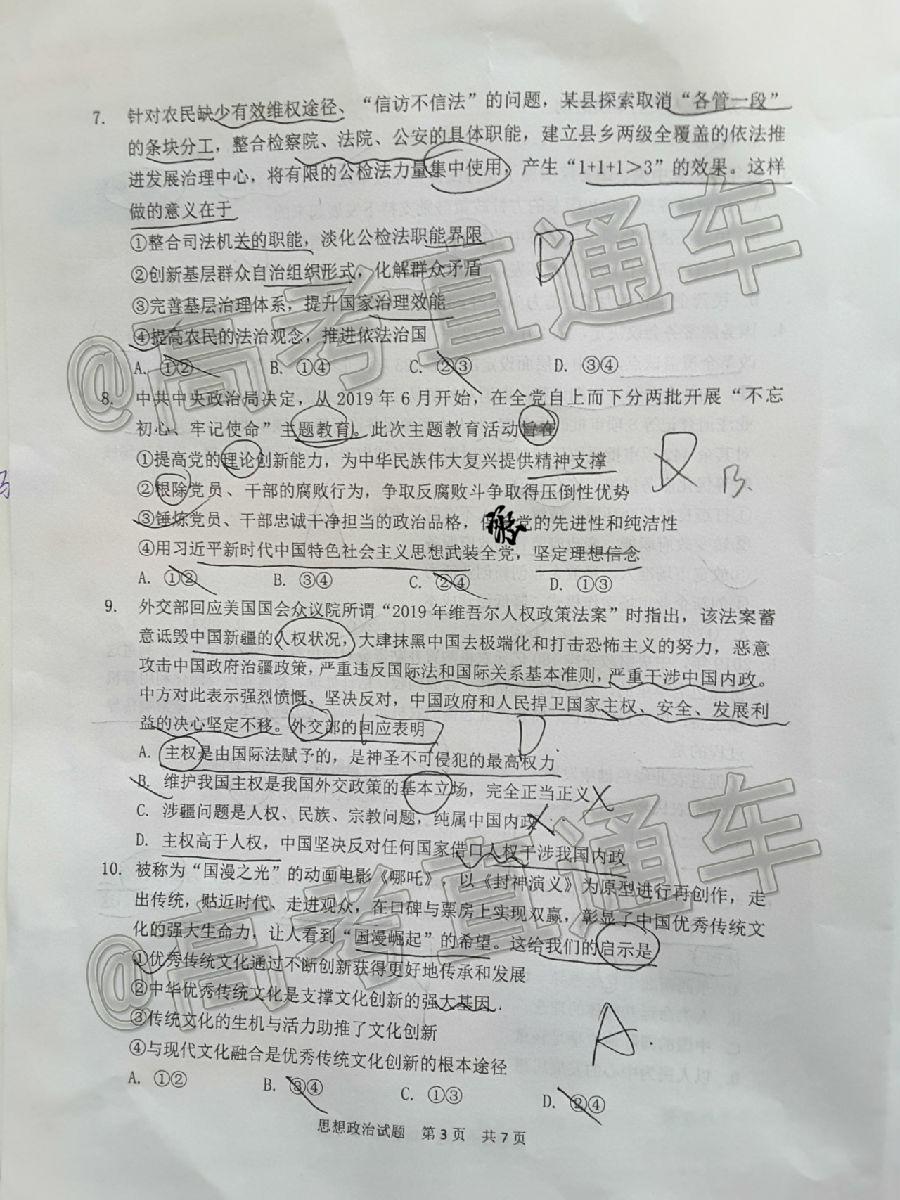 7. 针对农民缺少有效维权途径、“信访不信法”的问题，某县探索取消“各管一段”
的条块分工，整合检察院、法院、公安的具体职能，建立县乡两级全覆盖的依法推
进发展治理中心，将有限的公检法力量集中使用，产生“1+1+1>3”的效果。这样
做的意义在于
①整合司法机关的职能，淡化公检法职能界限
②创新基层群众自治组织形式，化解群众矛盾
D
③完善基层治理体系，提升国家治理效能
④提高农民的法治观念，推进依法治国
A. ①② B. ①④ C. ②③ D. ③④
8. 中共中央政治局决定，从 2019 年 6 月开始，在全党自上而下分两批开展“不忘
初心、牢记使命”主题教育。此次主题教育活动旨在
①提高党的理论创新能力，为中华民族伟大复兴提供精神支撑
D B.
②根除党员、干部的腐败行为，争取反腐败斗争取得压倒性优势
③锤炼党员、干部忠诚干净担当的政治品格，保 党的先进性和纯洁性
④用习近平新时代中国特色社会主义思想武装全党，坚定理想信念
A. ①② B. ③④ C. ②④ D. ①③
9. 外交部回应美国国会众议院所谓“2019 年维吾尔人权政策法案”时指出，该法案蓄
意诋毁中国新疆的人权状况，大肆抹黑中国去极端化和打击恐怖主义的努力，恶意
攻击中国政府治疆政策，严重违反国际法和国际关系基本准则，严重干涉中国内政。
中方对此表示强烈愤慨、坚决反对，中国政府和人民捍卫国家主权、安全、发展利
益的决心坚定不移。外交部的回应表明
D
A. 主权是由国际法赋予的，是神圣不可侵犯的最高权力
B. 维护我国主权是我国外交政策的基本立场，完全正当正义
C. 涉疆问题是人权、民族、宗教问题，纯属中国内政
D. 主权高于人权，中国坚决反对任何国家借口人权干涉我国内政
10. 被称为“国漫之光”的动画电影《哪吒》，以《封神演义》为原型进行再创作，走
出传统，贴近时代、走进观众，在口碑与票房上实现双赢，彰显了中国优秀传统文
化的强大生命力，让人看到“国漫崛起”的希望。这给我们的启示是
①优秀传统文化通过不断创新获得更好地传承和发展
②中华优秀传统文化是支撑文化创新的强大基因
③传统文化的生机与活力助推了文化创新
A.
④与现代文化融合是优秀传统文化创新的根本途径
A. ①② B. ③④ C. ①③ D. ②④
思想政治试题 第 3 页 共 7 页
@高考直通车
@高考直通车